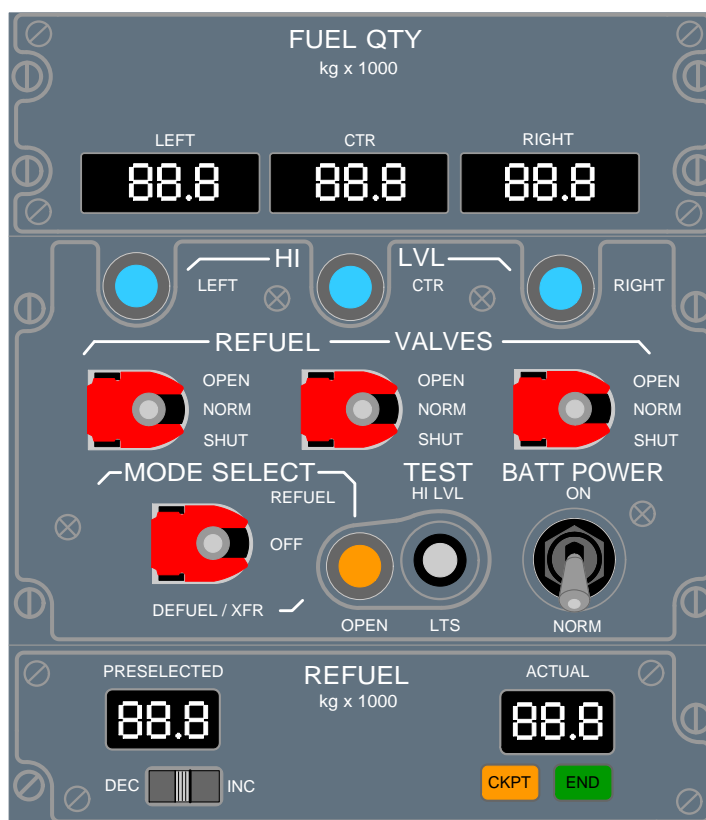 FUEL QTY
kg x 1000
LEFT CTR RIGHT
88.8 88.8 88.8
HI LVL
LEFT CTR RIGHT
REFUEL VALVES
OPEN OPEN OPEN
NORM NORM NORM
SHUT SHUT SHUT
MODE SELECT TEST BATT POWER
REFUEL HI LVL ON
OFF
DEFUEL / XFR
OPEN LTS NORM
PRESELECTED REFUEL ACTUAL
kg x 1000
88.8 88.8
DEC INC CKPT END